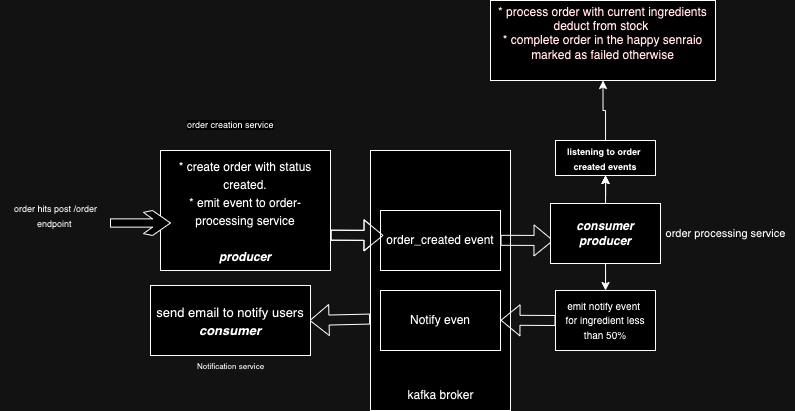 * process order with current ingredients
deduct from stock
* complete order in the happy senraio
marked as failed otherwise
order creation service
* create order with status
created.
* emit event to order-
processing service
producer
order hits post /order
endpoint
order_created event
listening to order
created events
consumer
producer
order processing service
send email to notify users
consumer
Notification service
Notify even
emit notify event
for ingredient less
than 50%
kafka broker